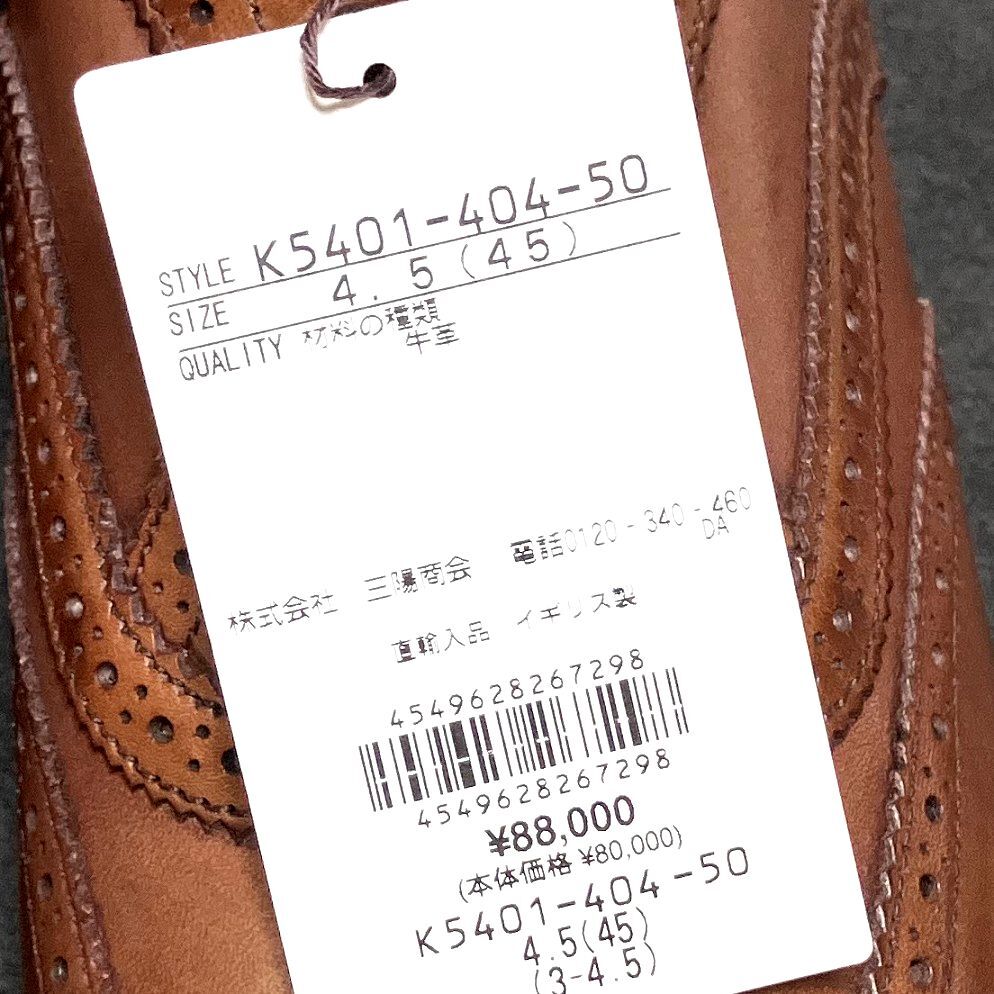 STYLE K5401-404-50
SIZE 4.5(45)
QUALITY 材料の種類
牛革
株式会社 三陽商会 電話0120-340-460
DA
直輸入品 イギリス製
4549628267298
4549628267298
¥88,000
(本体価格 ¥80,000)
K5401-404-50
4.5(45)
(3-4.5)